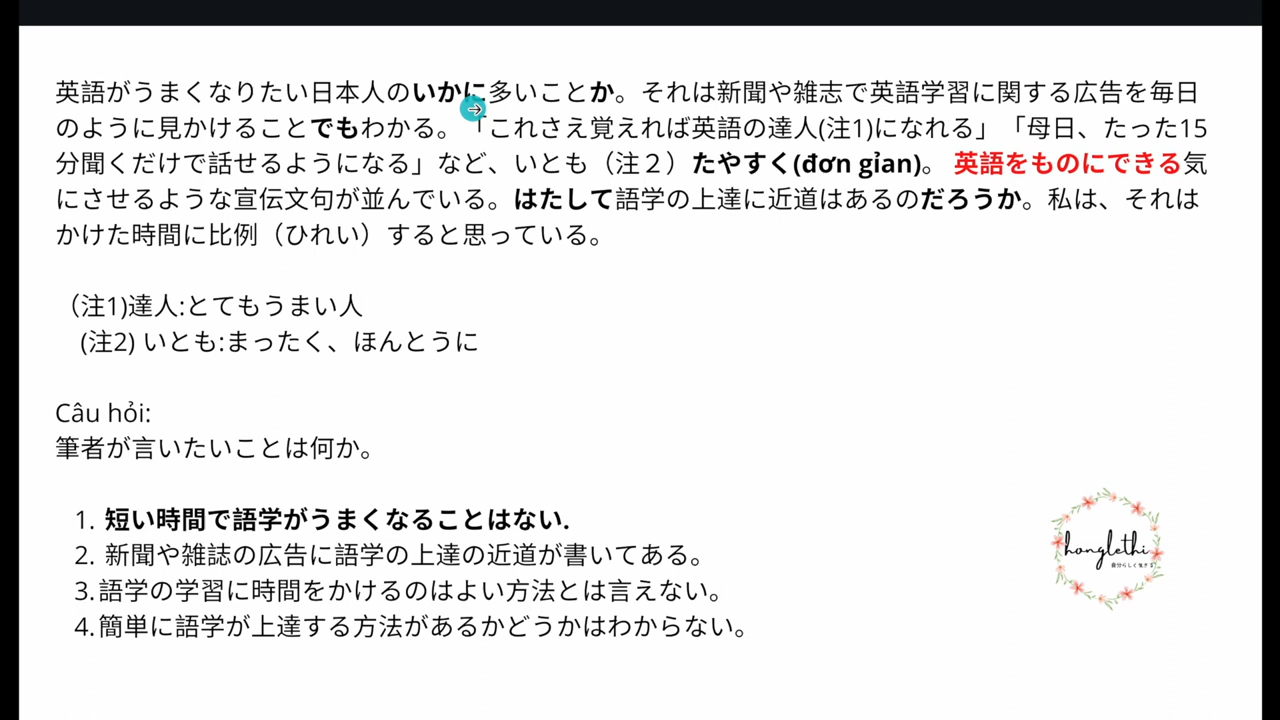 英語がうまくなりたい日本人のいかに多いことか。それは新聞や雑志で英語学習に関する広告を毎日
のように見かけることでもわかる。「これさえ覚えれば英語の達人(注1)になれる」「母日、たった15
分聞くだけで話せるようになる」など、いとも（注２）たやすく(đơn gỉan)。 英語をものにできる気
にさせるような宣伝文句が並んでいる。はたして語学の上達に近道はあるのだろうか。私は、それは
かけた時間に比例（ひれい）すると思っている。
（注1)達人:とてもうまい人
(注2) いとも:まったく、ほんとうに
Câu hỏi:
筆者が言いたいことは何か。
1. 短い時間で語学がうまくなることはない.
2. 新聞や雑誌の広告に語学の上達の近道が書いてある。
3.語学の学習に時間をかけるのはよい方法とは言えない。
4.簡単に語学が上達する方法があるかどうかはわからない。
honglethi
自分らしく生きる